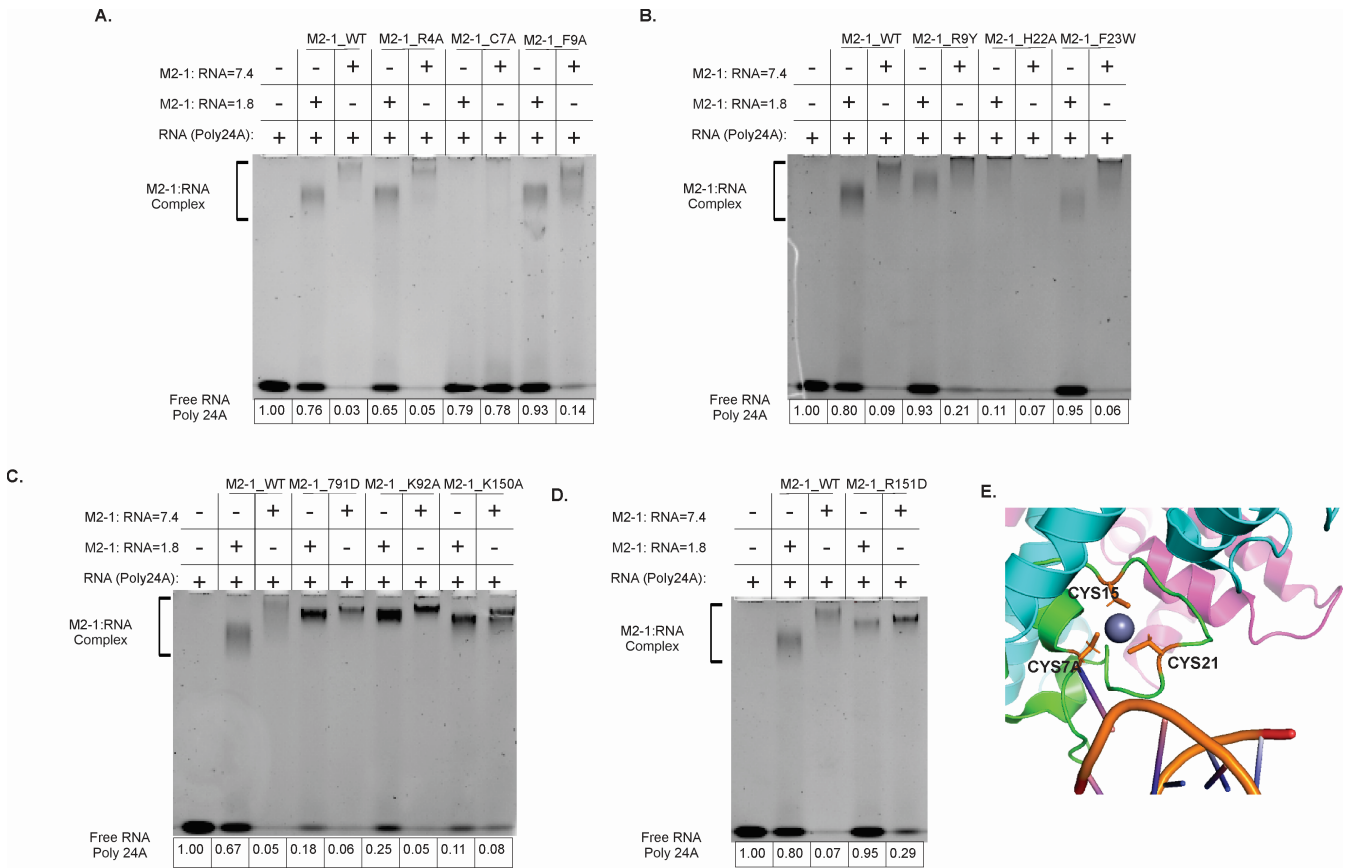 A.
M2-1_WT M2-1_R4A M2-1_C7A M2-1_F9A
M2-1: RNA=7.4 - - + - + - + - +
M2-1: RNA=1.8 - + - + - + - + -
RNA (Poly24A): + + + + + + + + +
M2-1:RNA
Complex
Free RNA
Poly 24A
1.00 0.76 0.03 0.65 0.05 0.79 0.78 0.93 0.14
B.
M2-1_WT M2-1_R9Y M2-1_H22A M2-1_F23W
M2-1: RNA=7.4 - - + - + - + - +
M2-1: RNA=1.8 - + - + - + - + -
RNA (Poly24A): + + + + + + + + +
M2-1:RNA
Complex
Free RNA
Poly 24A
1.00 0.80 0.09 0.93 0.21 0.11 0.07 0.95 0.06
C.
M2-1_WT M2-1_791D M2-1_K92A M2-1_K150A
M2-1: RNA=7.4 - - + - + - + - +
M2-1: RNA=1.8 - + - + - + - + -
RNA (Poly24A): + + + + + + + + +
M2-1:RNA
Complex
Free RNA
Poly 24A
1.00 0.67 0.05 0.18 0.06 0.25 0.05 0.11 0.08
D.
M2-1_WT M2-1_R151D
M2-1: RNA=7.4 - - + - +
M2-1: RNA=1.8 - + - + -
RNA (Poly24A): + + + + +
M2-1:RNA
Complex
Free RNA
Poly 24A
1.00 0.80 0.07 0.95 0.29
E.
CYS15
CYS7A
CYS21